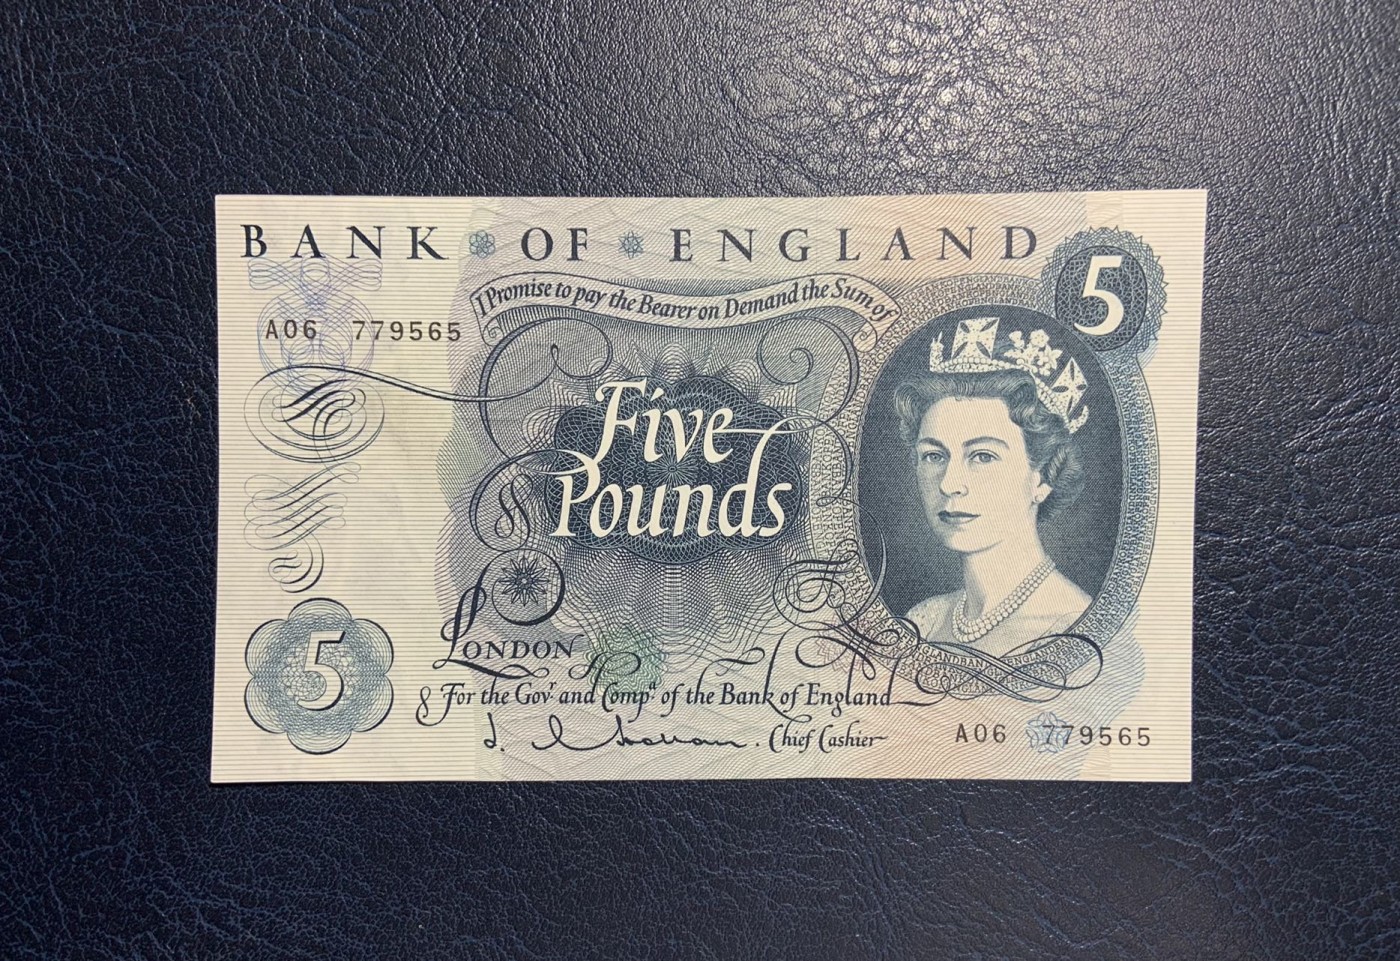 BANK OF ENGLAND
5
I Promise to pay the Bearer on Demand the Sum of
A06 779565
Five
Pounds
LONDON
5
For the Govr. and Compa. of the Bank of England
Chief Cashier
A06 779565